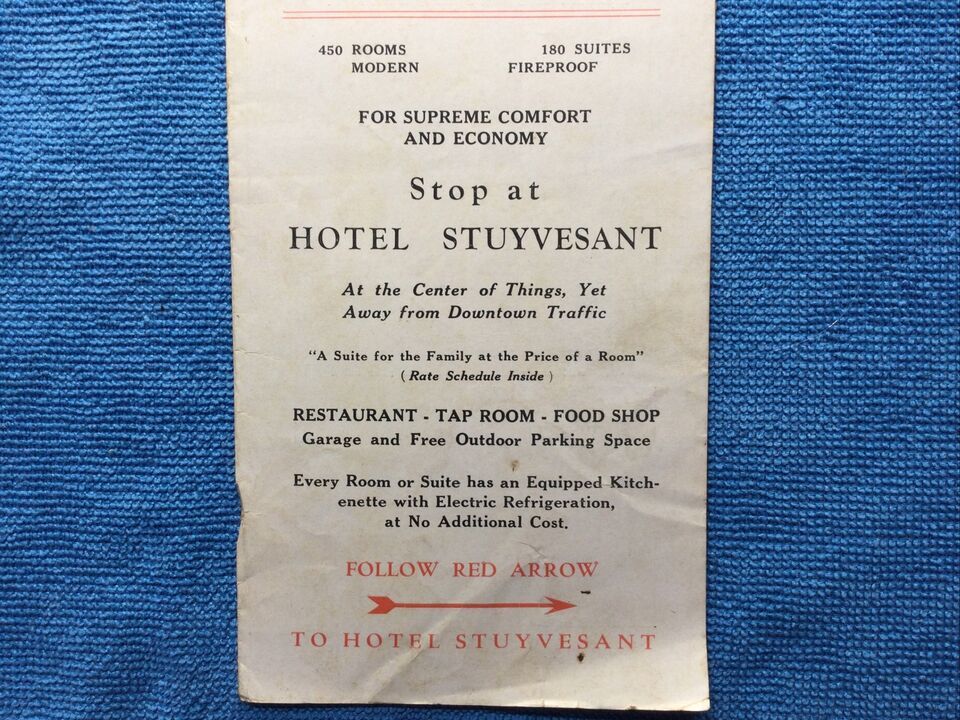 450 ROOMS 180 SUITES
MODERN FIREPROOF
FOR SUPREME COMFORT
AND ECONOMY
Stop at
HOTEL STUYVESANT
At the Center of Things, Yet
Away from Downtown Traffic
"A Suite for the Family at the Price of a Room"
(Rate Schedule Inside)
RESTAURANT - TAP ROOM - FOOD SHOP
Garage and Free Outdoor Parking Space
Every Room or Suite has an Equipped Kitch-
enette with Electric Refrigeration,
at No Additional Cost.
FOLLOW RED ARROW
TO HOTEL STUYVESANT